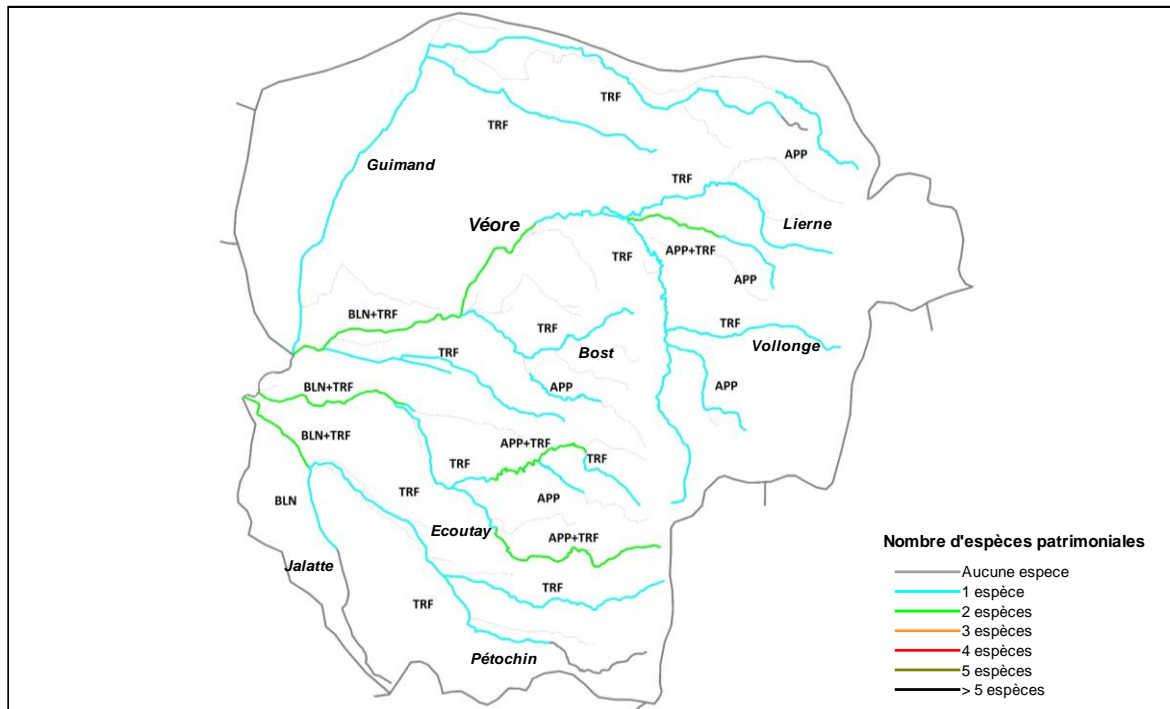 TRF
TRF
Guimand
APP
TRF
Véore
Lierne
TRF
APP+TRF
APP
BLN+TRF
TRF
TRF
Bost
Vollonge
TRF
BLN+TRF
APP
APP
BLN+TRF
APP+TRF
TRF
TRF
BLN
TRF
APP
Ecoutay
APP+TRF
Jalatte
TRF
TRF
Pétochin
Nombre d'espèces patrimoniales
Aucune espece
1 espèce
2 espèces
3 espèces
4 espèces
5 espèces
> 5 espèces